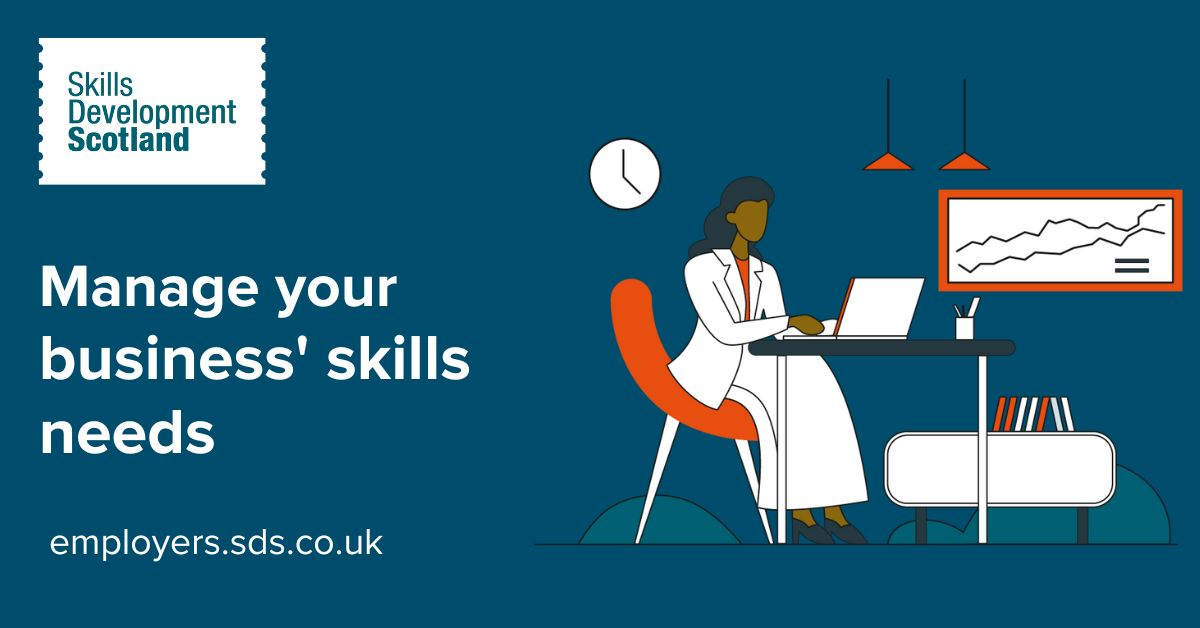 Skills
Development
Scotland
Manage your
business' skills
needs
employers.sds.co.uk